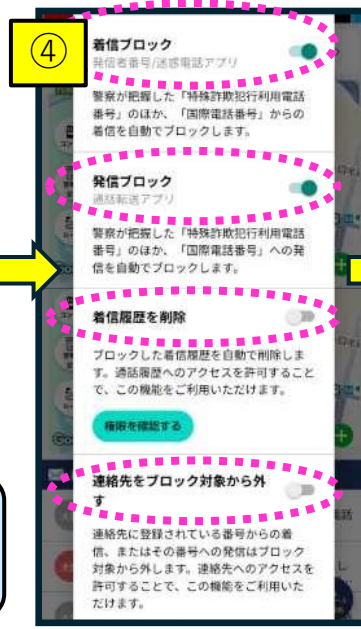 ④
着信ブロック
発信者番号/迷惑電話アプリ
警察が把握した「特殊詐欺犯行利用電話
番号」のほか、「国際電話番号」からの
着信を自動でブロックします。
発信ブロック
通話転送アプリ
警察が把握した「特殊詐欺犯行利用電話
番号」のほか、「国際電話番号」への発
信を自動でブロックします。
着信履歴を削除
ブロックした着信履歴を自動で削除しま
す。通話履歴へのアクセスを許可すること
で、この機能をご利用いただけます。
権限を確認する
連絡先をブロック対象から外
す
連絡先に登録されている番号からの着
信、またはその番号への発信はブロック
対象から外します。連絡先へのアクセスを
許可することで、この機能をご利用いた
だけます。